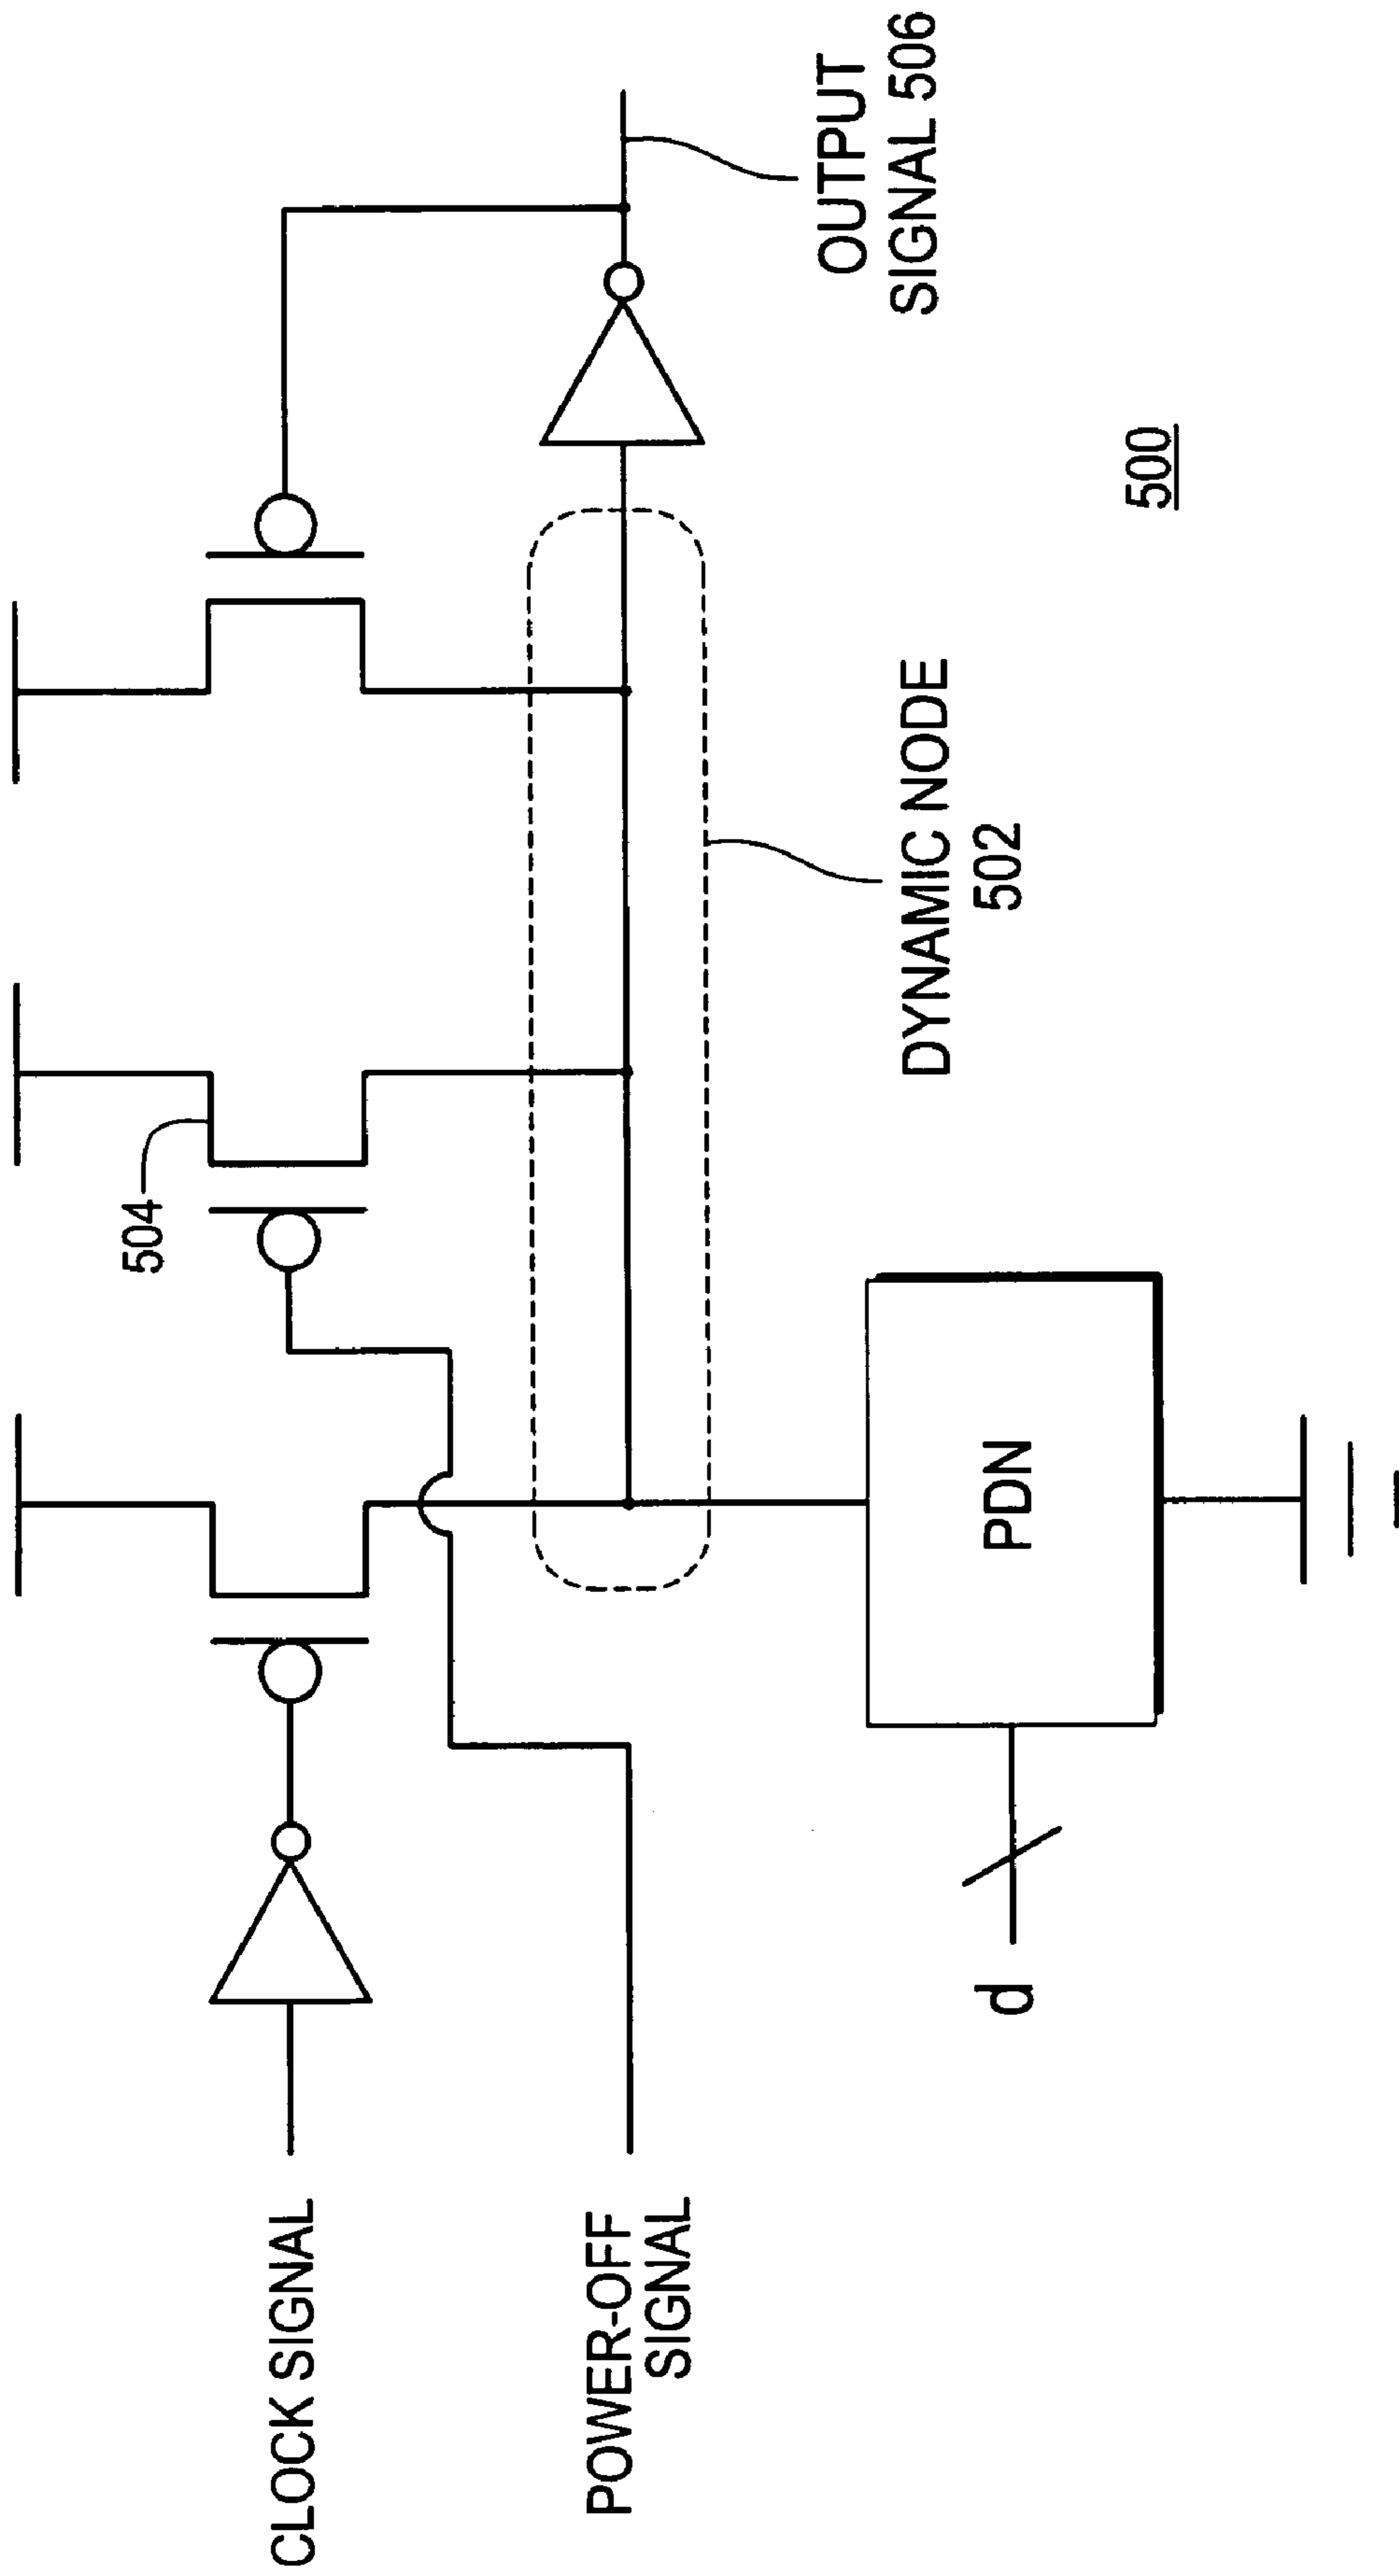 CLOCK SIGNAL
POWER-OFF
SIGNAL
504
d
PDN
DYNAMIC NODE
502
OUTPUT
SIGNAL 506
500